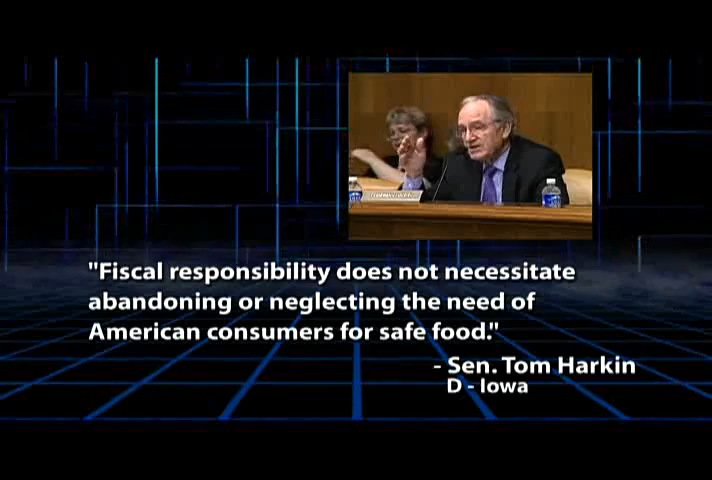 "Fiscal responsibility does not necessitate
abandoning or neglecting the need of
American consumers for safe food."
- Sen. Tom Harkin
D - Iowa